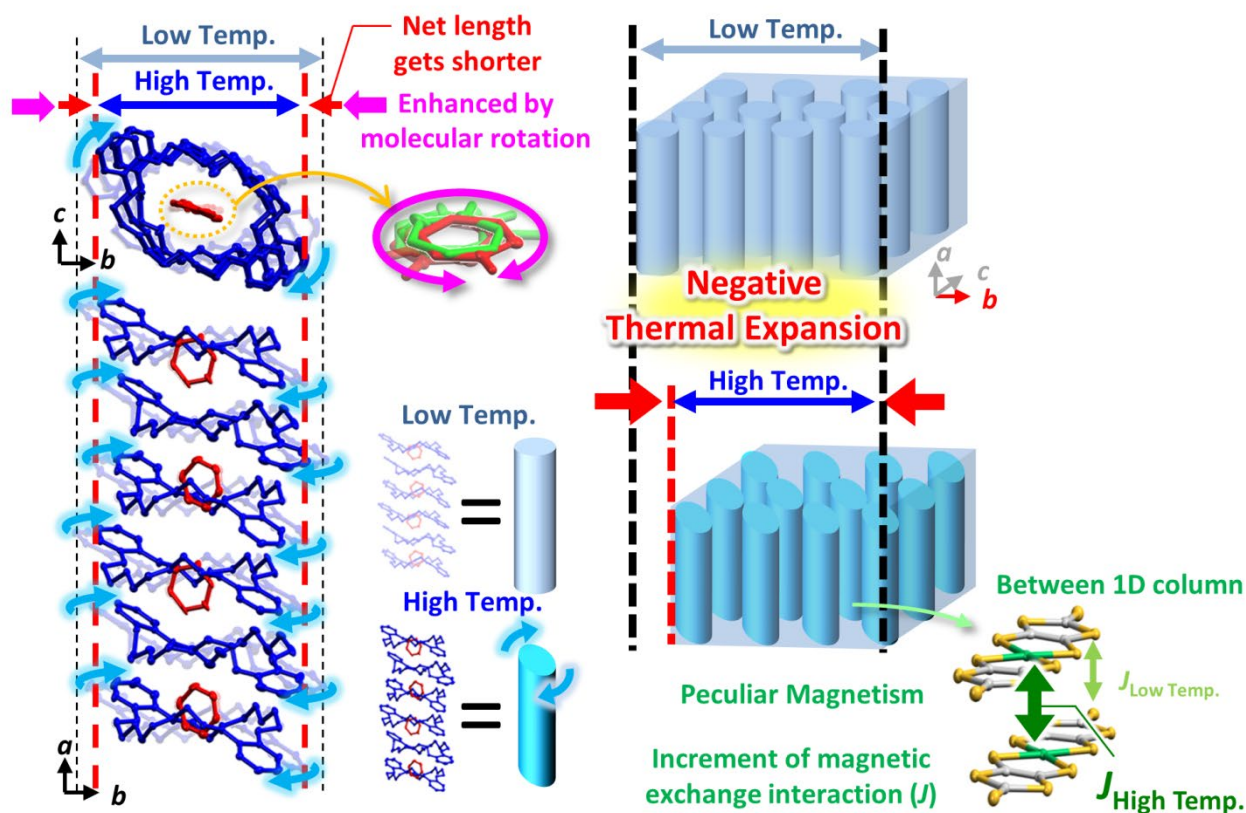 Low Temp.
Net length
gets shorter
High Temp.
Enhanced by
molecular rotation
c
b
a
b
Low Temp.
=
High Temp.
=
Low Temp.
a
c
b
Negative
Thermal Expansion
High Temp.
Between 1D column
J Low Temp.
J High Temp.
Peculiar Magnetism
Increment of magnetic
exchange interaction (J)